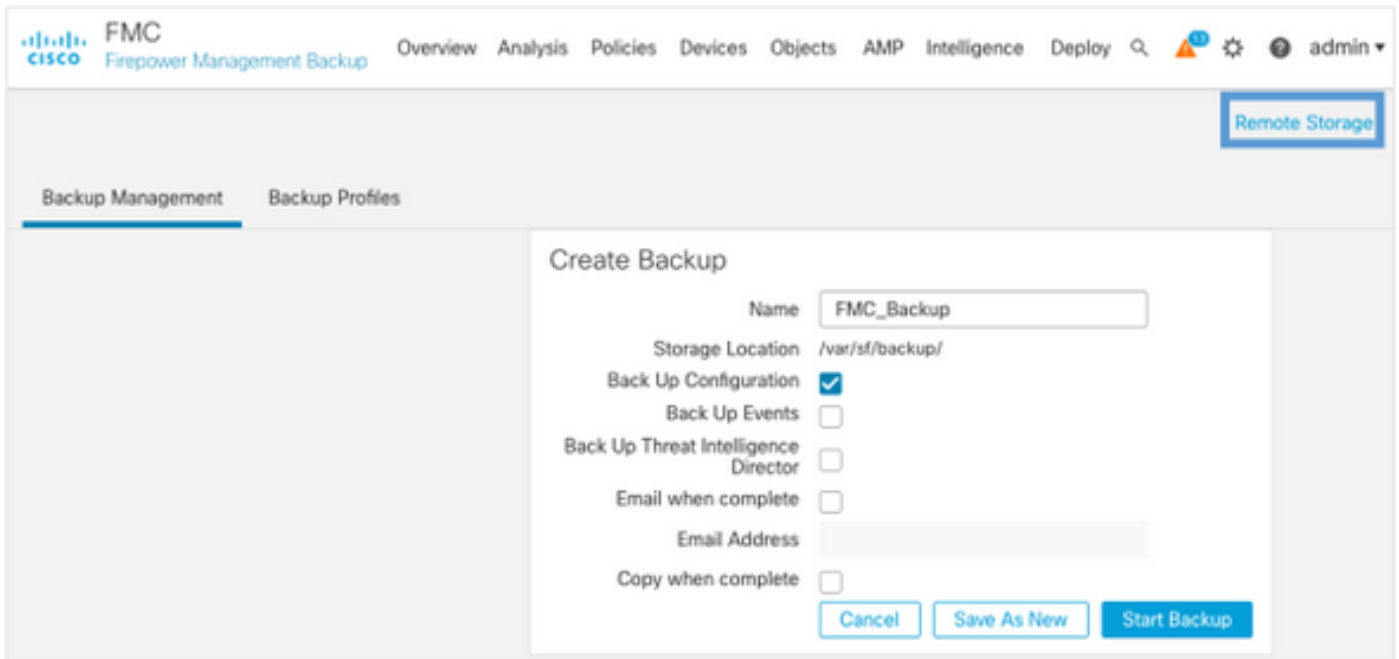 CISCO
FMC
Firepower Management Backup
Overview Analysis Policies Devices Objects AMP Intelligence Deploy 13 admin
Remote Storage
Backup Management Backup Profiles
Create Backup
Name FMC_Backup
Storage Location /var/sf/backup/
Back Up Configuration
Back Up Events
Back Up Threat Intelligence
Director
Email when complete
Email Address
Copy when complete
Cancel Save As New Start Backup